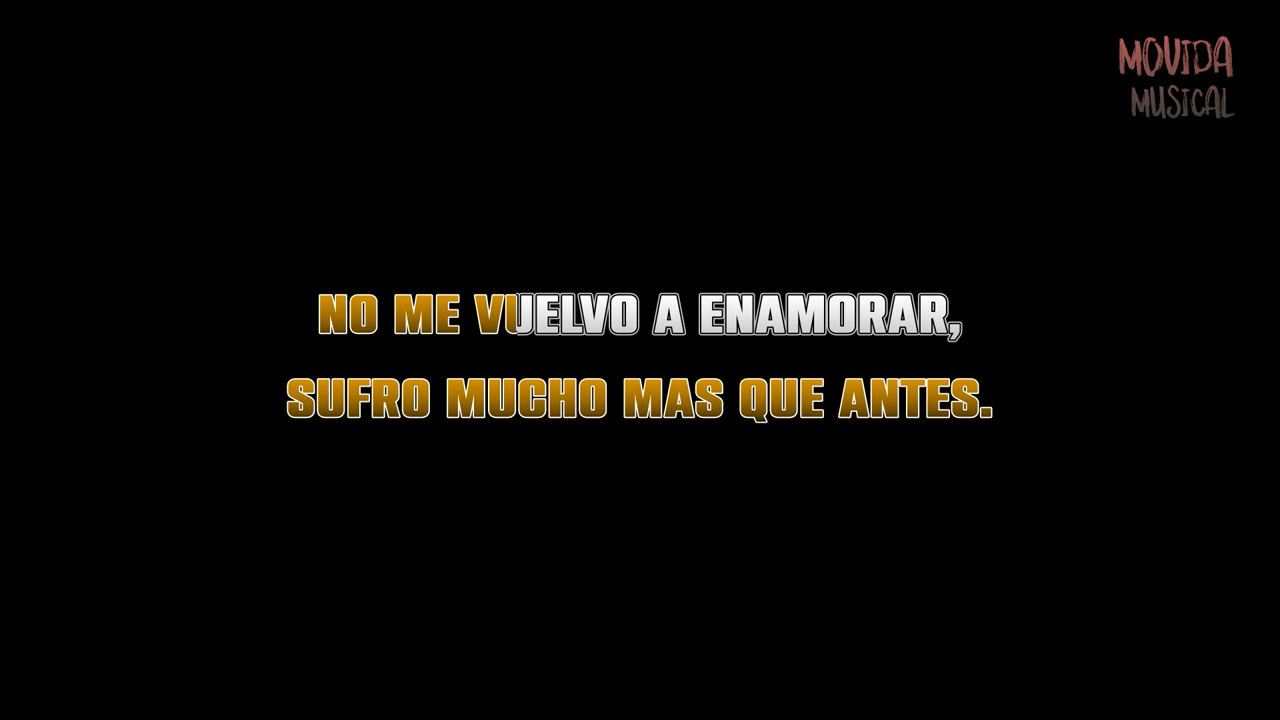 MOVIDA
MUSICAL
NO ME VUELVO A ENAMORAR,
SUFRO MUCHO MAS QUE ANTES.